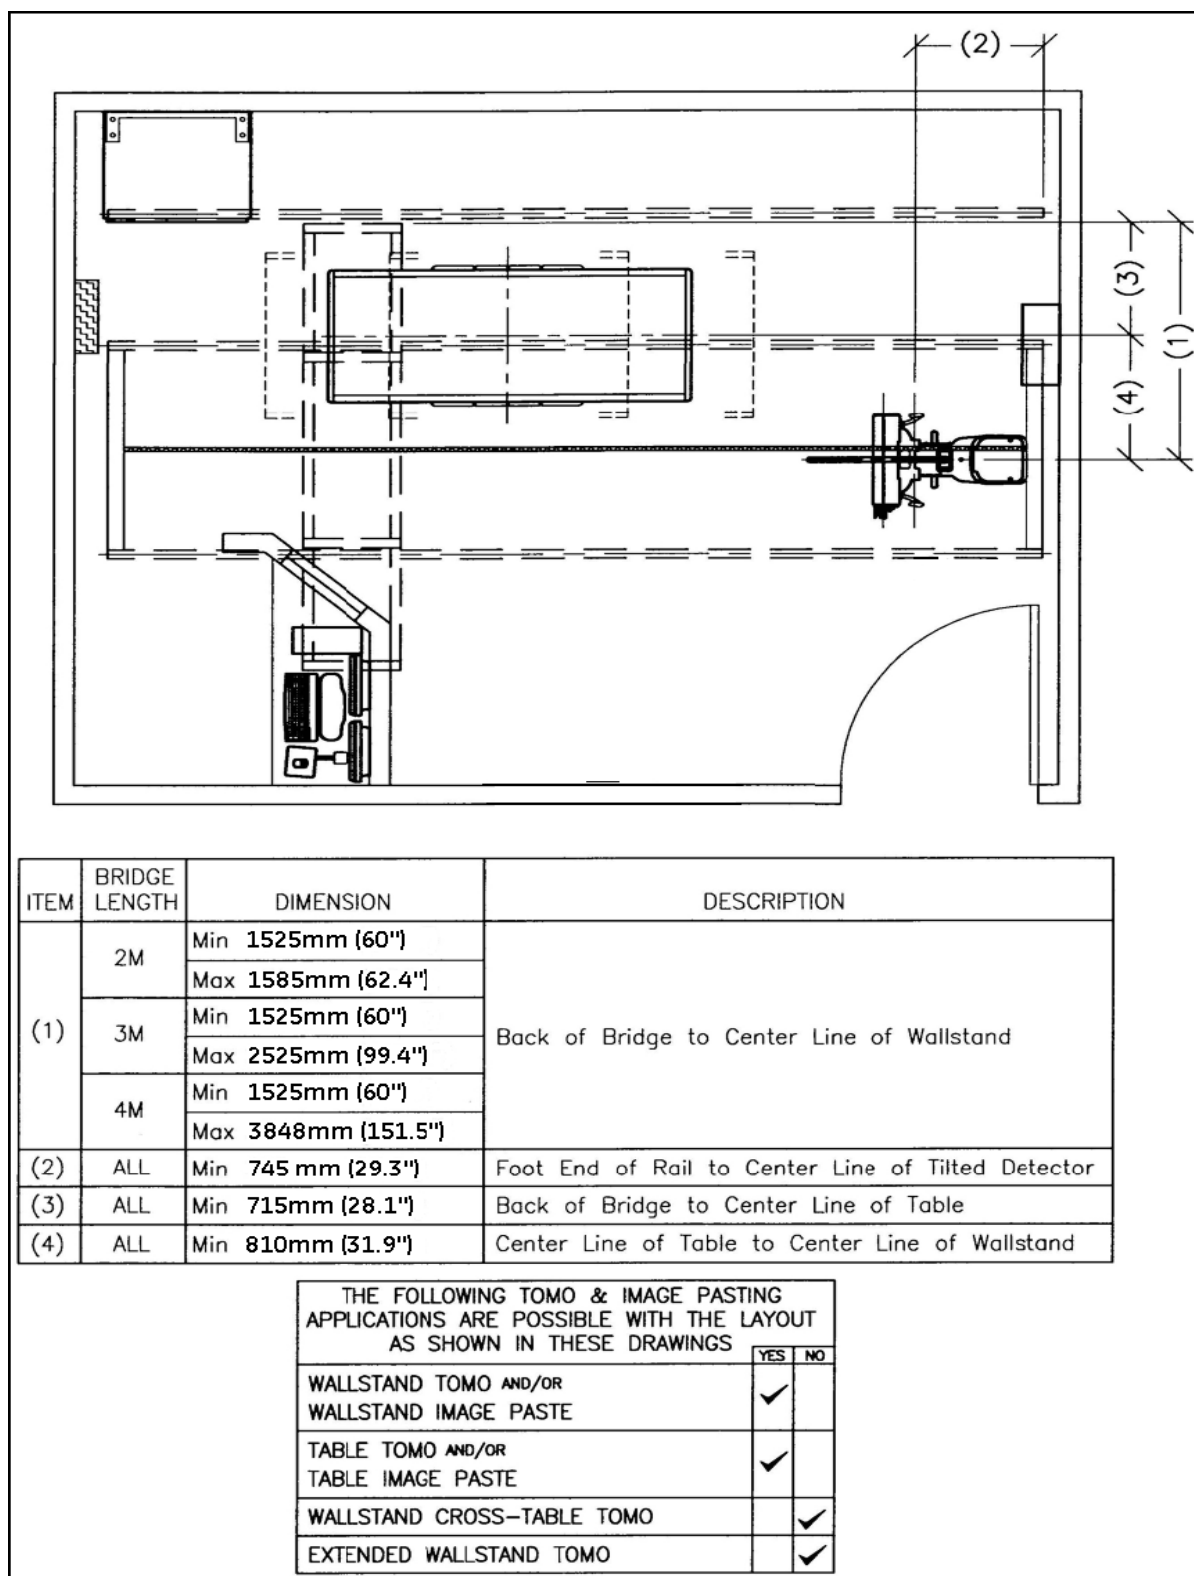 (2)
(3)
(1)
(4)
ITEM BRIDGE LENGTH DIMENSION DESCRIPTION
(1) 2M Min 1525mm (60") Back of Bridge to Center Line of Wallstand
Max 1585mm (62.4")
3M Min 1525mm (60")
Max 2525mm (99.4")
4M Min 1525mm (60")
Max 3848mm (151.5")
(2) ALL Min 745 mm (29.3") Foot End of Rail to Center Line of Tilted Detector
(3) ALL Min 715mm (28.1") Back of Bridge to Center Line of Table
(4) ALL Min 810mm (31.9") Center Line of Table to Center Line of Wallstand
THE FOLLOWING TOMO & IMAGE PASTING
APPLICATIONS ARE POSSIBLE WITH THE LAYOUT
AS SHOWN IN THESE DRAWINGS
YES NO
WALLSTAND TOMO AND/OR
WALLSTAND IMAGE PASTE
TABLE TOMO AND/OR
TABLE IMAGE PASTE
WALLSTAND CROSS-TABLE TOMO
EXTENDED WALLSTAND TOMO